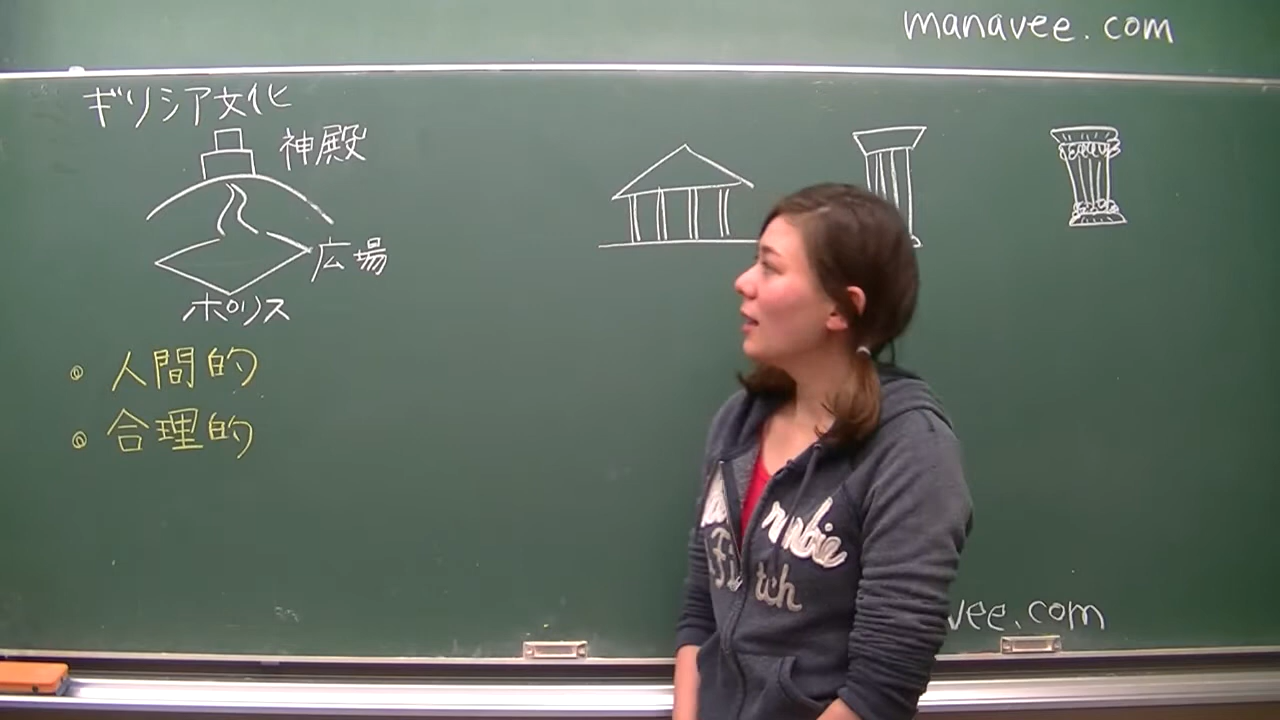 manavee.com
ギリシア文化
神殿
広場
ポリス
・人間的
・合理的
vee.com
Fitch